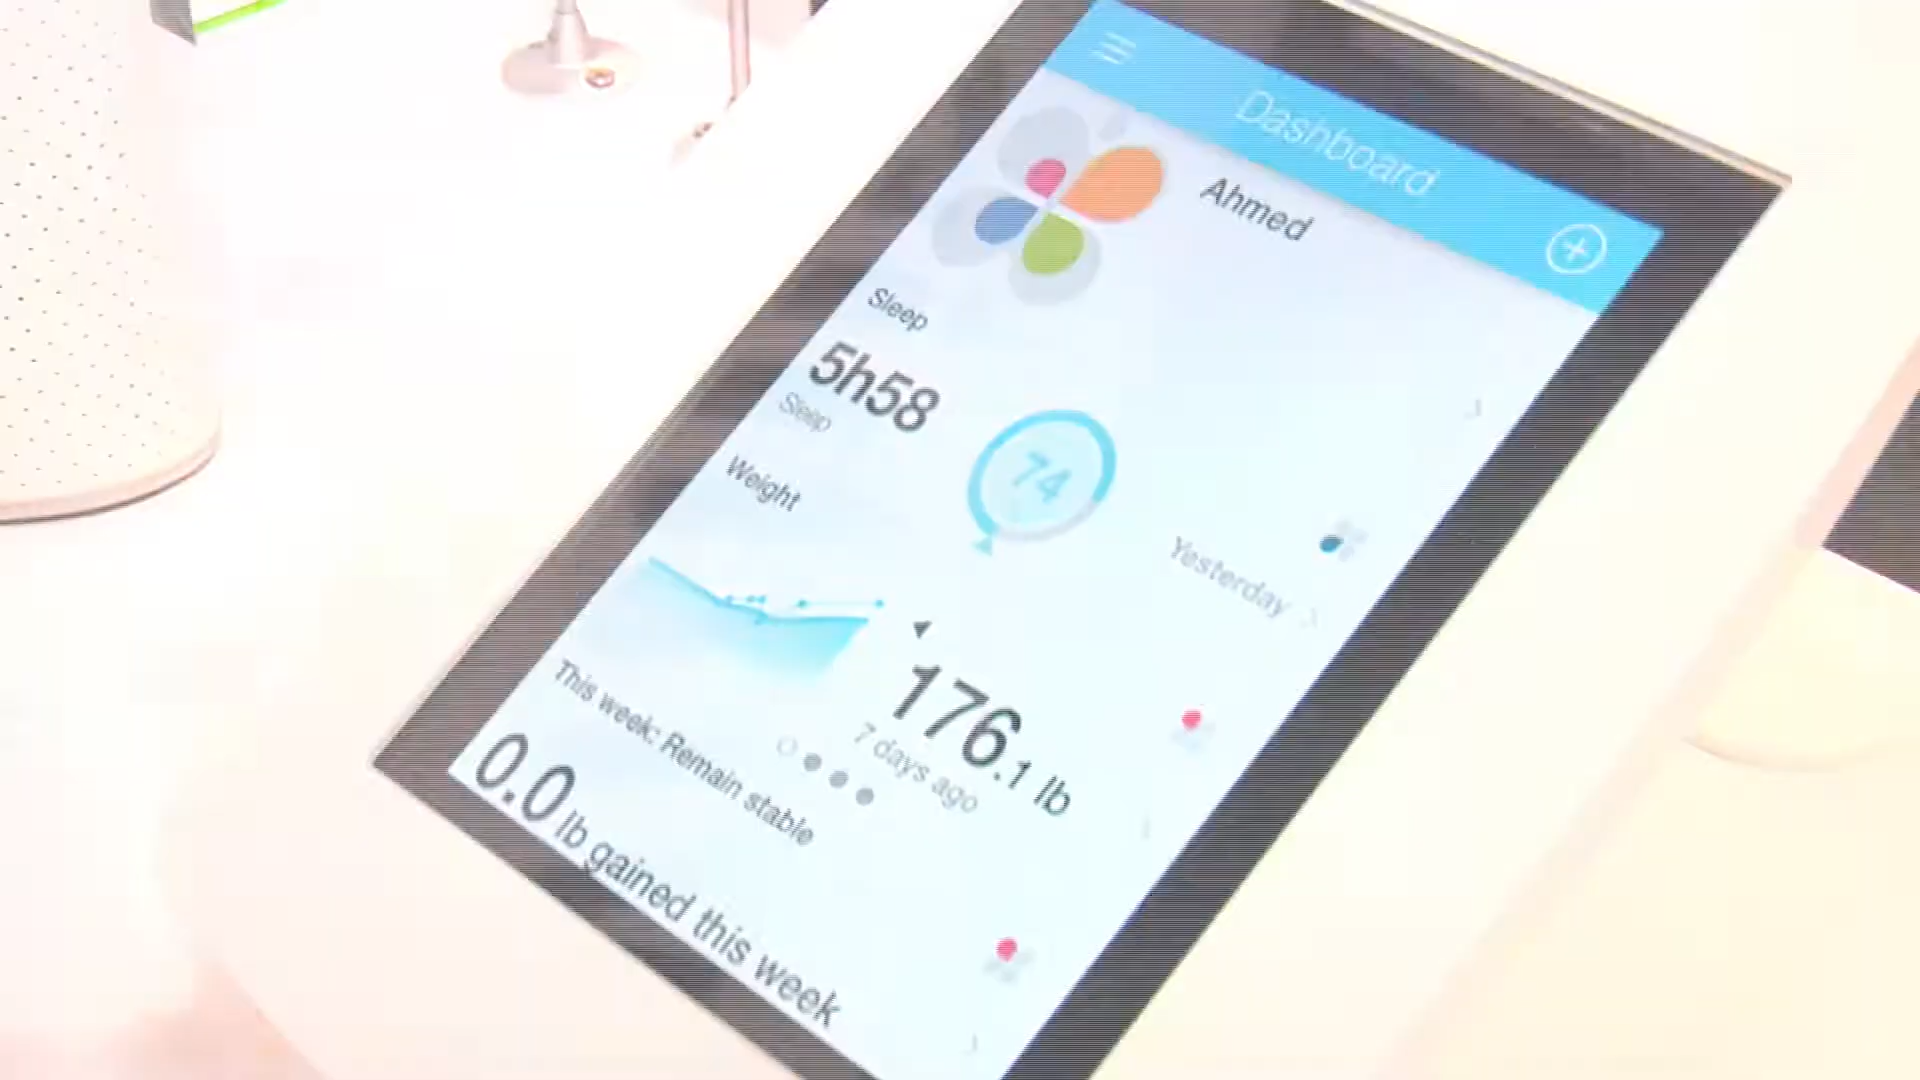 Dashboard
Ahmed
Sleep
5h58
Sleep
74
Yesterday
Weight
176.1 lb
7 days ago
This week: Remain stable
0.0 lb gained this week